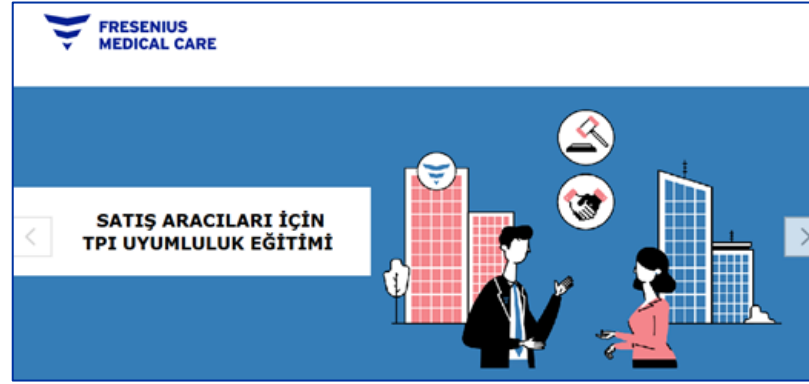 FRESENIUS
MEDICAL CARE
SATIŞ ARACILARI İÇİN
TPI UYUMLULUK EĞİTİMİ